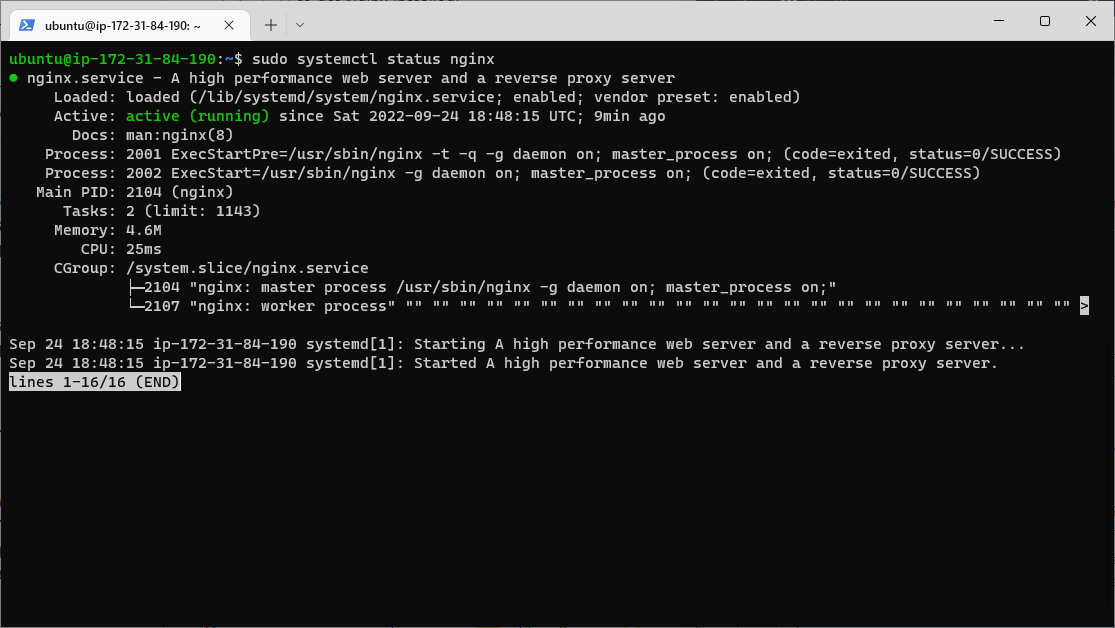 ubuntu@ip-172-31-84-190: ~
ubuntu@ip-172-31-84-190:~$ sudo systemctl status nginx
● nginx.service - A high performance web server and a reverse proxy server
Loaded: loaded (/lib/systemd/system/nginx.service; enabled; vendor preset: enabled)
Active: active (running) since Sat 2022-09-24 18:48:15 UTC; 9min ago
Docs: man:nginx(8)
Process: 2001 ExecStartPre=/usr/sbin/nginx -t -q -g daemon on; master_process on; (code=exited, status=0/SUCCESS)
Process: 2002 ExecStart=/usr/sbin/nginx -g daemon on; master_process on; (code=exited, status=0/SUCCESS)
Main PID: 2104 (nginx)
Tasks: 2 (limit: 1143)
Memory: 4.6M
CPU: 25ms
CGroup: /system.slice/nginx.service
├─2104 "nginx: master process /usr/sbin/nginx -g daemon on; master_process on;"
└─2107 "nginx: worker process" "" "" "" "" "" "" "" "" "" "" "" "" "" "" "" "" "" "" "" "" "" "" "" "" "" >
Sep 24 18:48:15 ip-172-31-84-190 systemd[1]: Starting A high performance web server and a reverse proxy server...
Sep 24 18:48:15 ip-172-31-84-190 systemd[1]: Started A high performance web server and a reverse proxy server.
lines 1-16/16 (END)